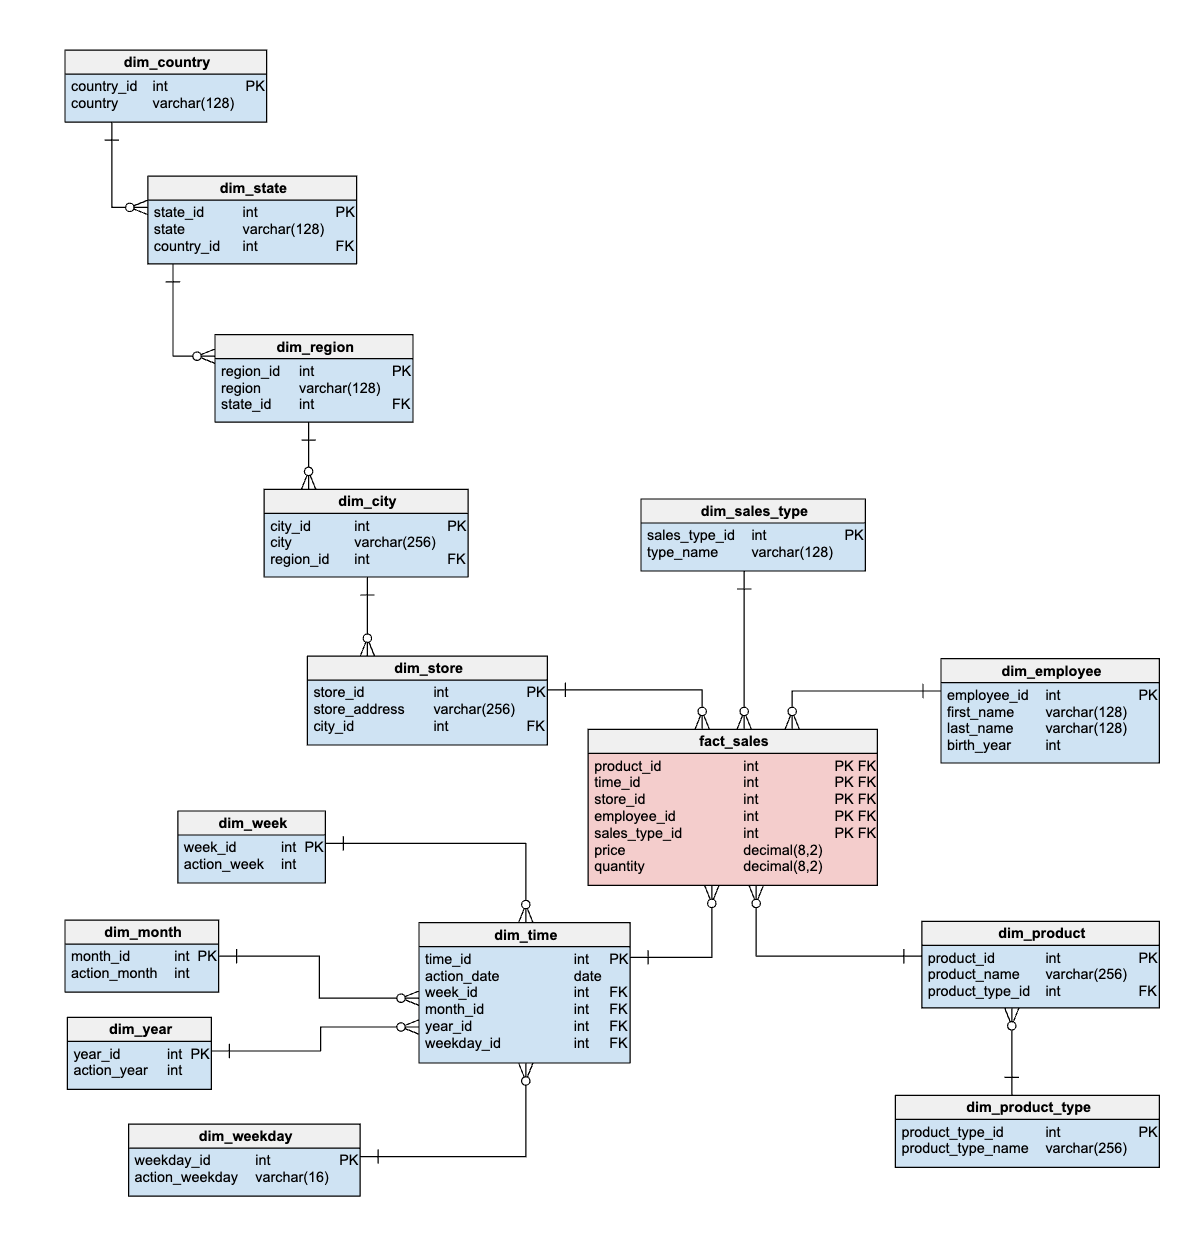 dim_country
country_id int PK
country varchar(128)
dim_state
state_id int PK
state varchar(128)
country_id int FK
dim_region
region_id int PK
region varchar(128)
state_id int FK
dim_city
city_id int PK
city varchar(256)
region_id int FK
dim_sales_type
sales_type_id int PK
type_name varchar(128)
dim_store
store_id int PK
store_address varchar(256)
city_id int FK
dim_employee
employee_id int PK
first_name varchar(128)
last_name varchar(128)
birth_year int
fact_sales
product_id int PK FK
time_id int PK FK
store_id int PK FK
employee_id int PK FK
sales_type_id int PK FK
price decimal(8,2)
quantity decimal(8,2)
dim_week
week_id int PK
action_week int
dim_month
month_id int PK
action_month int
dim_time
time_id int PK
action_date date
week_id int FK
month_id int FK
year_id int FK
weekday_id int FK
dim_product
product_id int PK
product_name varchar(256)
product_type_id int FK
dim_year
year_id int PK
action_year int
dim_product_type
product_type_id int PK
product_type_name varchar(256)
dim_weekday
weekday_id int PK
action_weekday varchar(16)